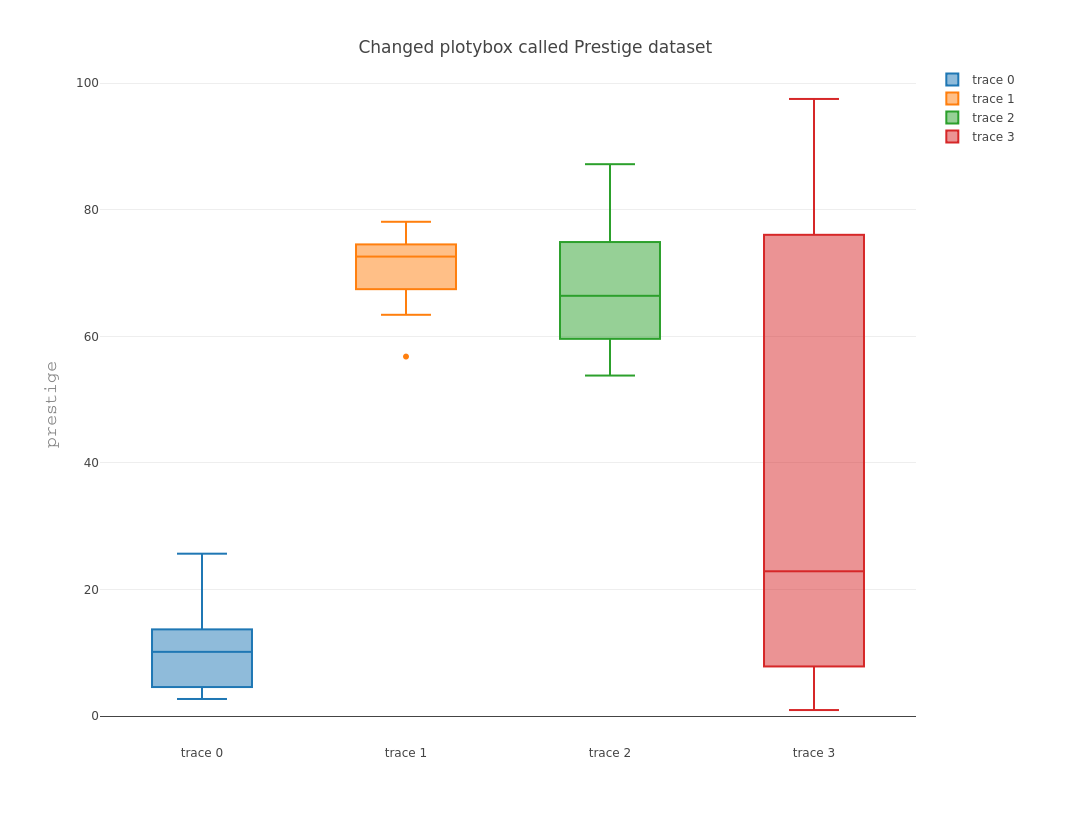 Changed plotybox called Prestige dataset
trace 0
trace 1
trace 2
trace 3
100
80
60
40
20
0
prestige
trace 0
trace 1
trace 2
trace 3